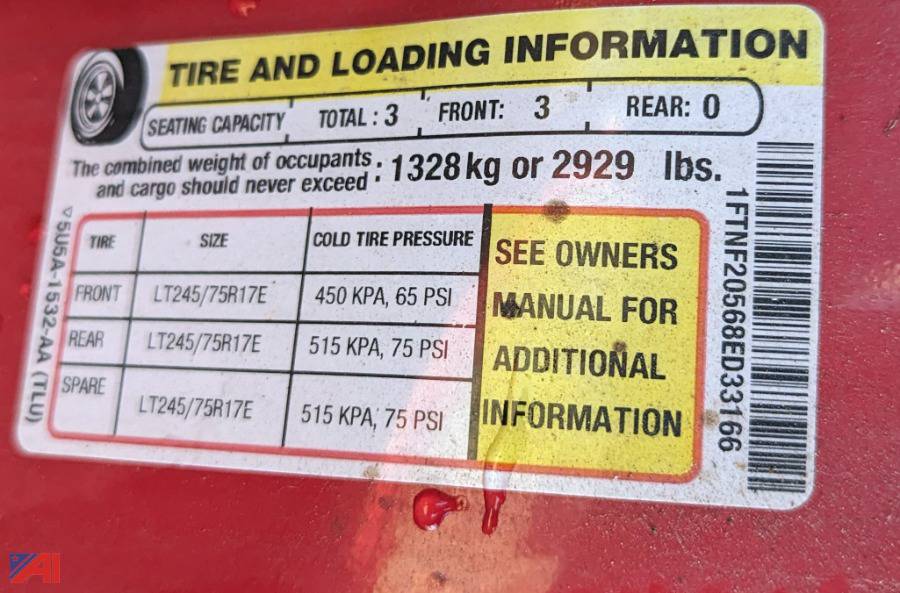 TIRE AND LOADING INFORMATION
SEATING CAPACITY TOTAL : 3 FRONT: 3 REAR: 0
The combined weight of occupants
and cargo should never exceed : 1328 kg or 2929 lbs.
TIRE SIZE COLD TIRE PRESSURE
FRONT LT245/75R17E 450 KPA, 65 PSI
REAR LT245/75R17E 515 KPA, 75 PSI
SPARE LT245/75R17E 515 KPA, 75 PSI
SEE OWNERS
MANUAL FOR
ADDITIONAL
INFORMATION
5U5A-1532-AA (TLU)
1FTNF20568ED33166
AI